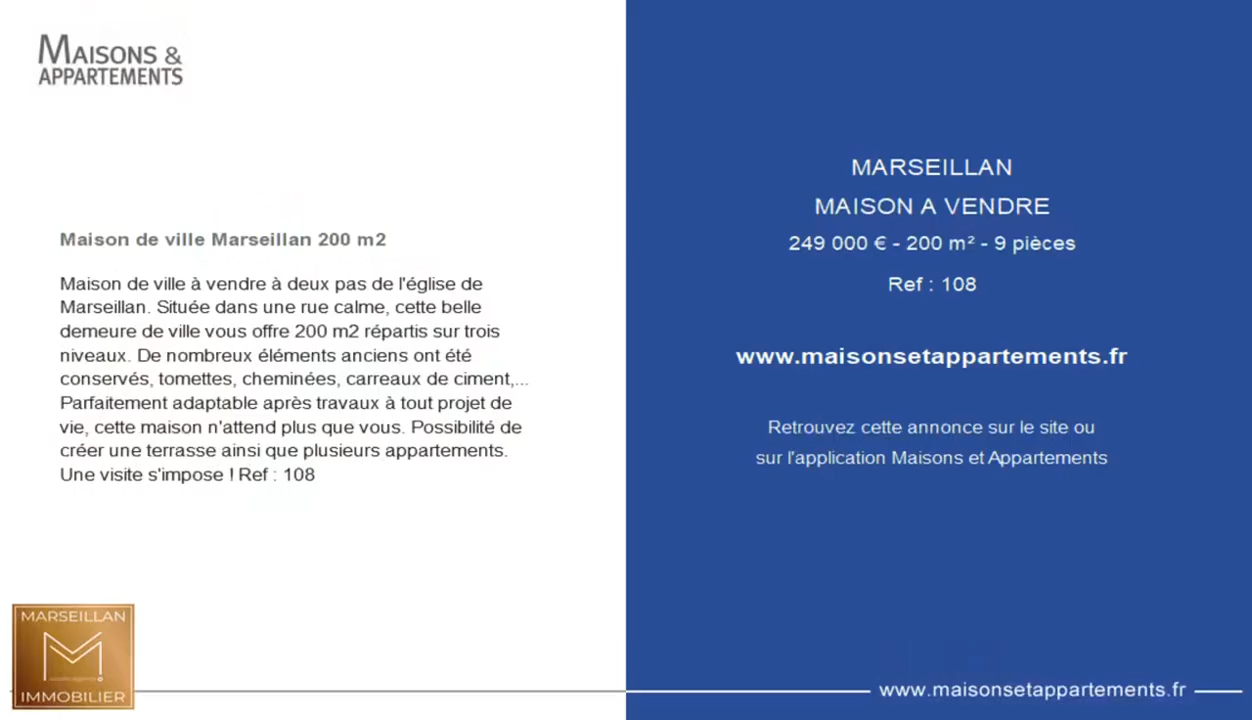 MAISONS &
APPARTEMENTS
Maison de ville Marseillan 200 m2
Maison de ville à vendre à deux pas de l'église de
Marseillan. Située dans une rue calme, cette belle
demeure de ville vous offre 200 m2 répartis sur trois
niveaux. De nombreux éléments anciens ont été
conservés, tomettes, cheminées, carreaux de ciment,...
Parfaitement adaptable après travaux à tout projet de
vie, cette maison n'attend plus que vous. Possibilité de
créer une terrasse ainsi que plusieurs appartements.
Une visite s'impose ! Ref : 108
MARSEILLAN
IMMOBILIER
MARSEILLAN
MAISON A VENDRE
249 000 € - 200 m² - 9 pièces
Ref : 108
www.maisonsetappartements.fr
Retrouvez cette annonce sur le site ou
sur l'application Maisons et Appartements
www.maisonsetappartements.fr